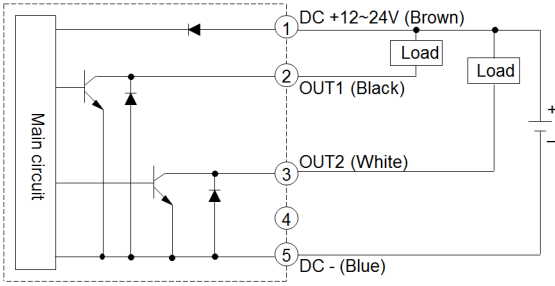 Main circuit
1
DC +12~24V (Brown)
Load
Load
2
OUT1 (Black)
+
−
3
OUT2 (White)
4
5
DC - (Blue)